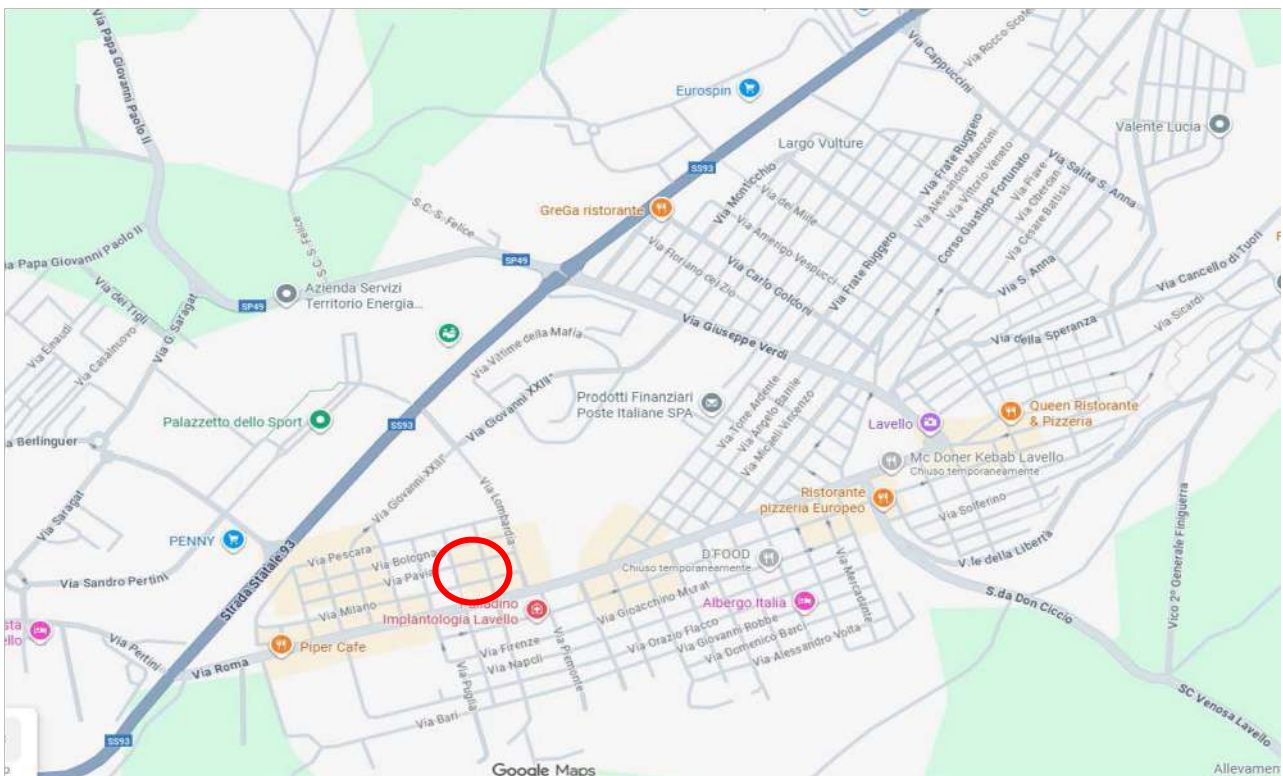 Via Papa Giovanni Paolo II
Via Cappuccini
Via Rocco
Eurospin
Valente Lucia
Largo Vulture
SS93
Via Frate Ruggero
Via Alessandro Manzoni
Via Vittorio Veneto
Corso Giustino Fortunato
Via Piave
Via Cesare Battisti
Via Salita S. Anna
Via Monticchio
Via dei Mille
Via Amerigo Vespucci
GreGa ristorante
S.C. S. Felice
S.C. S. Felice
Via Floriano del Zio
Via Carlo Goldoni
Via Frate Ruggero
Via S. Anna
Via Cancello di Tuori
ia Papa Giovanni Paolo II
SP49
Azienda Servizi
Territorio Energia...
SP49
Via dei Tigli
Via G. Saragat
Via Einaudi
Via Casalnuovo
Via Giuseppe Verdi
Via della Speranza
Via Sicardi
Via Vittime della Mafia
Via Giovanni XXIII°
Prodotti Finanziari
Poste Italiane SPA
Via Torre Ardente
Via Angelo Barnle
Via Micaeli Vincenzo
Palazzetto dello Sport
SS93
Lavello
Queen Ristorante
& Pizzeria
a Berlinguer
Mc Doner Kebab Lavello
Chiuso temporaneamente
Via Saragat
Via Giovanni XXIII°
Via Lombardia
Ristorante
pizzeria Europeo
Via Solferino
PENNY
Via Pescara
Via Bologna
Via Pavia
Via Milano
D'FOOD
Chiuso temporaneamente
V.le della Libertà
Via Sandro Pertini
Strada Statale 93
Implantologia Lavello
Via Gioacchino Murat
Albergo Italia
Via Mercadante
S.da Don Ciccio
Vico 2° Generale Finiguerra
sta
llo
Via Pertini
Via Roma
Piper Cafe
Via Firenze
Via Napoli
Via Piemonte
Via Puglia
Via Orazio Flacco
Via Giovanni Robbe
Via Domenico Barc
Via Alessandro Volta
Via Bari
SC Venosa Lavello
SS93
Google Maps
Allevamen